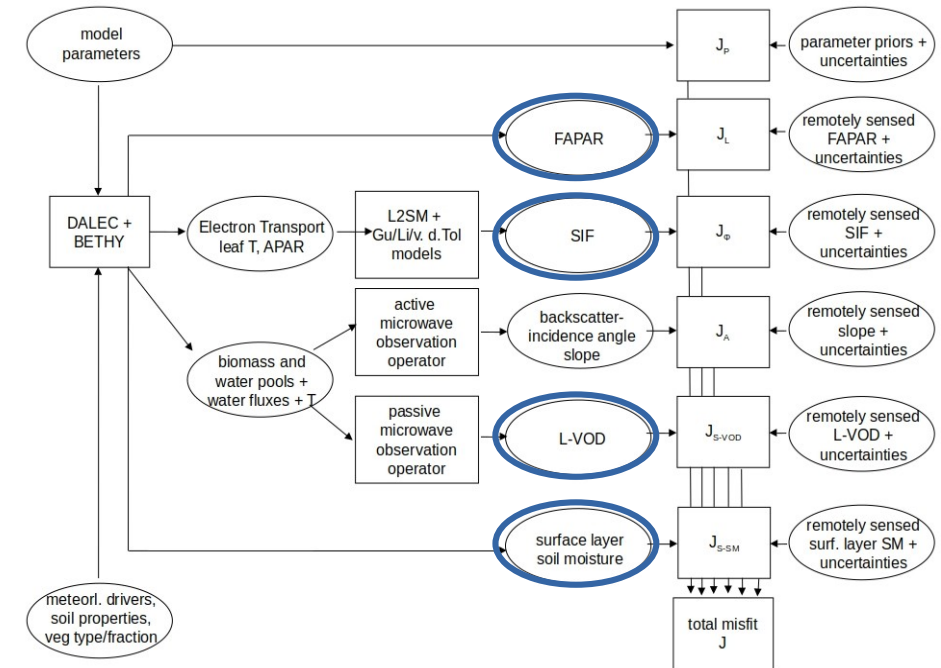 model
parameters
J_P
parameter priors +
uncertainties
FAPAR
J_L
remotely sensed
FAPAR +
uncertainties
DALEC +
BETHY
Electron Transport
leaf T, APAR
L2SM +
Gu/Li/v. d.Tol
models
SIF
J_Φ
remotely sensed
SIF +
uncertainties
active
microwave
observation
operator
backscatter-
incidence angle
slope
J_A
remotely sensed
slope +
uncertainties
biomass and
water pools +
water fluxes + T
passive
microwave
observation
operator
L-VOD
J_S-VOD
remotely sensed
L-VOD +
uncertainties
surface layer
soil moisture
J_S-SM
remotely sensed
surf. layer SM +
uncertainties
meteorl. drivers,
soil properties,
veg type/fraction
total misfit
J